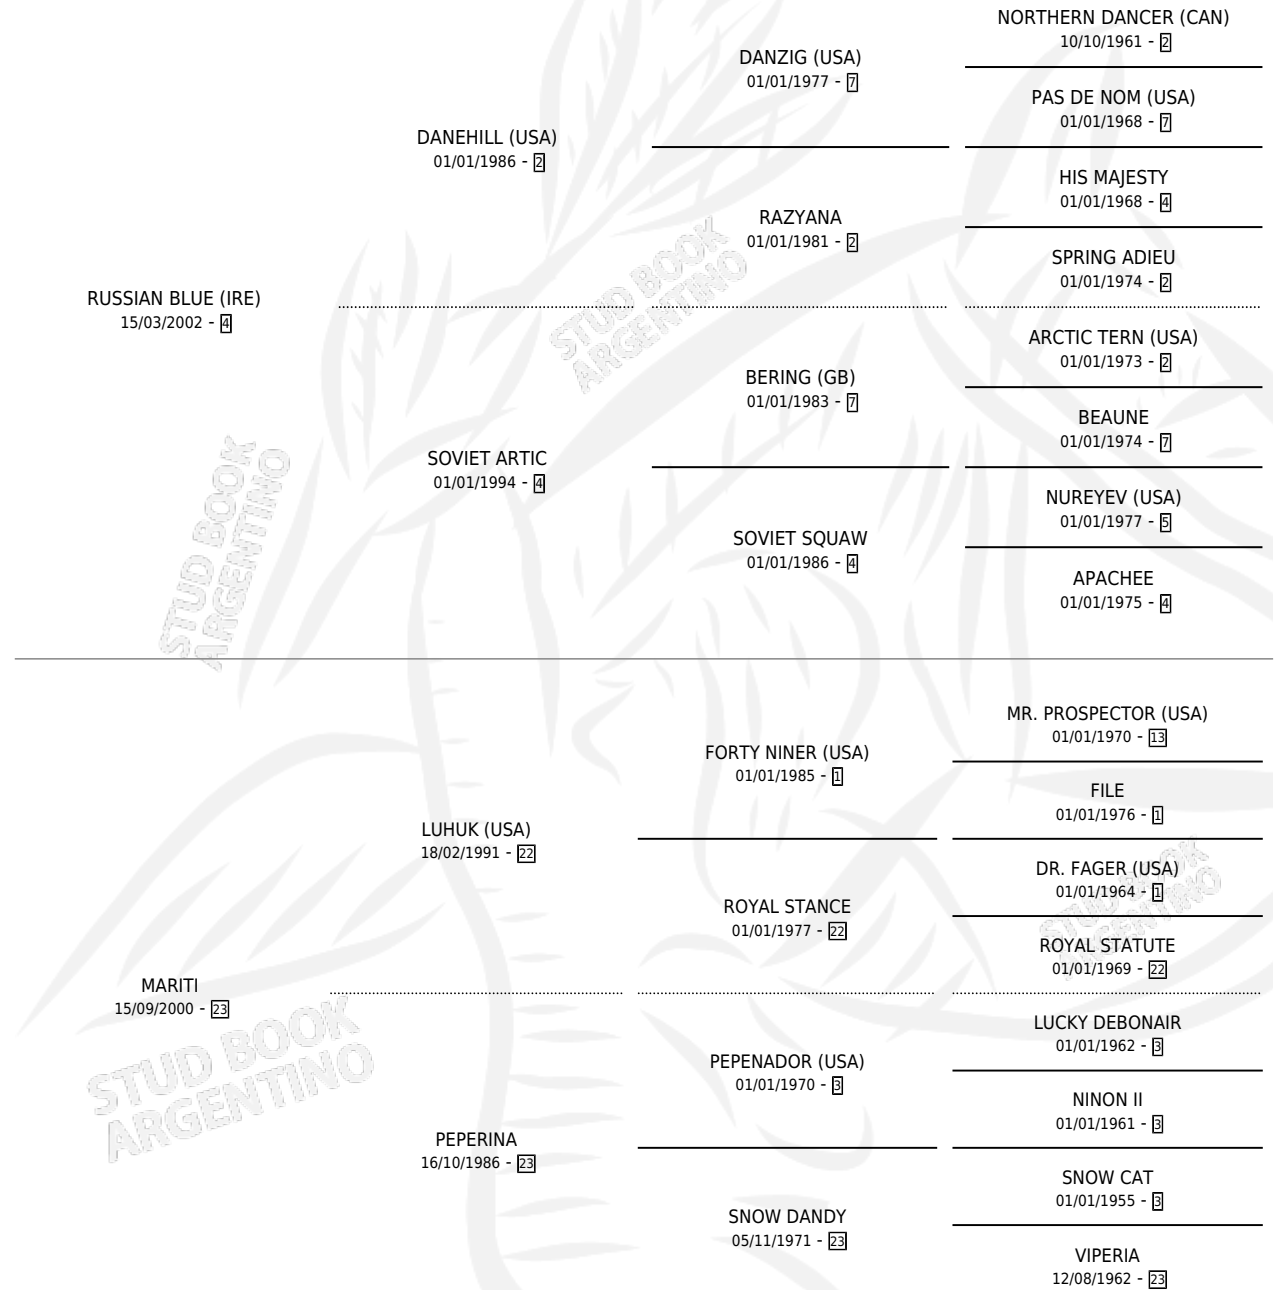 NORTHERN DANCER (CAN)
10/10/1961 - 2
DANZIG (USA)
01/01/1977 - 7
PAS DE NOM (USA)
01/01/1968 - 7
DANEHILL (USA)
01/01/1986 - 2
HIS MAJESTY
01/01/1968 - 4
RAZYANA
01/01/1981 - 2
SPRING ADIEU
01/01/1974 - 2
RUSSIAN BLUE (IRE)
15/03/2002 - 4
STUD BOOK
ARGENTINO
ARCTIC TERN (USA)
01/01/1973 - 2
BERING (GB)
01/01/1983 - 7
BEAUNE
01/01/1974 - 7
SOVIET ARTIC
01/01/1994 - 4
NUREYEV (USA)
01/01/1977 - 5
SOVIET SQUAW
01/01/1986 - 4
APACHEE
01/01/1975 - 4
STUD BOOK
ARGENTINO
MR. PROSPECTOR (USA)
01/01/1970 - 13
FORTY NINER (USA)
01/01/1985 - 1
FILE
01/01/1976 - 1
LUHUK (USA)
18/02/1991 - 22
DR. FAGER (USA)
01/01/1964 - 1
ROYAL STANCE
01/01/1977 - 22
STUD BOOK
ARGENTINO
ROYAL STATUTE
01/01/1969 - 22
MARITI
15/09/2000 - 23
LUCKY DEBONAIR
01/01/1962 - 3
PEPENADOR (USA)
01/01/1970 - 3
STUD BOOK
ARGENTINO
NINON II
01/01/1961 - 3
PEPERINA
16/10/1986 - 23
SNOW CAT
01/01/1955 - 3
SNOW DANDY
05/11/1971 - 23
VIPERIA
12/08/1962 - 23